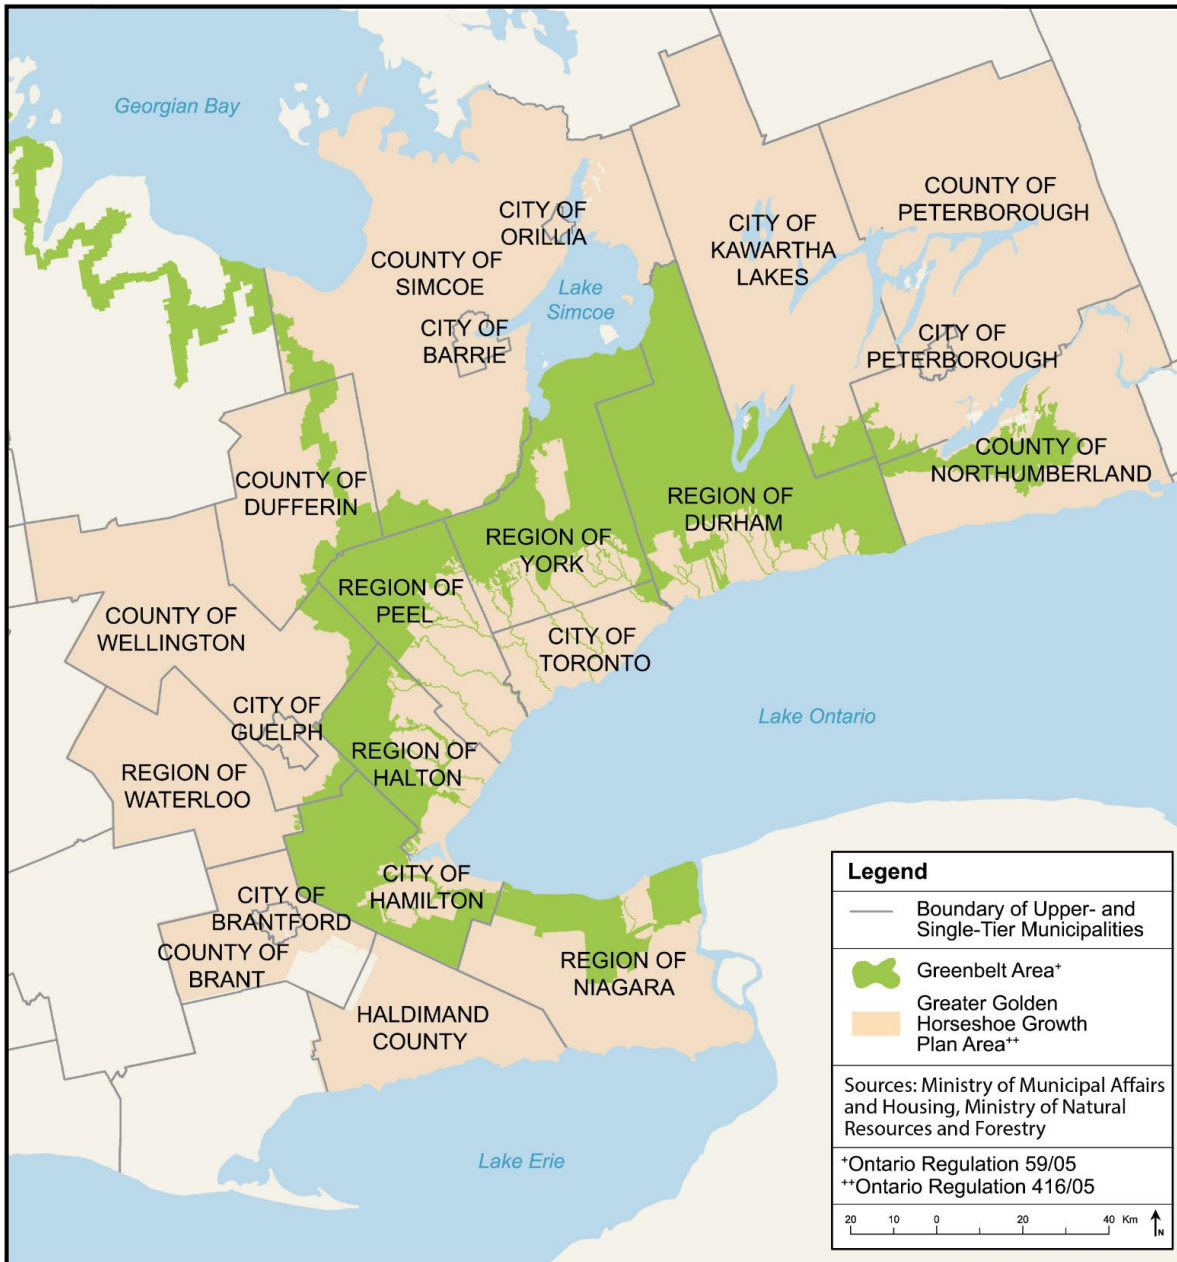 Georgian Bay
COUNTY OF
PETERBOROUGH
CITY OF
ORILLIA
CITY OF
KAWARTHA
LAKES
COUNTY OF
SIMCOE
Lake
Simcoe
CITY OF
BARRIE
CITY OF
PETERBOROUGH
COUNTY OF
NORTHUMBERLAND
COUNTY OF
DUFFERIN
REGION OF
DURHAM
REGION OF
YORK
REGION OF
PEEL
COUNTY OF
WELLINGTON
CITY OF
TORONTO
CITY OF
GUELPH
Lake Ontario
REGION OF
HALTON
REGION OF
WATERLOO
CITY OF
HAMILTON
CITY OF
BRANTFORD
COUNTY OF
BRANT
REGION OF
NIAGARA
HALDIMAND
COUNTY
Lake Erie
Legend
Boundary of Upper- and
Single-Tier Municipalities
Greenbelt Area+
Greater Golden
Horseshoe Growth
Plan Area++
Sources: Ministry of Municipal Affairs
and Housing, Ministry of Natural
Resources and Forestry
+Ontario Regulation 59/05
++Ontario Regulation 416/05
20 10 0 20 40 Km
N